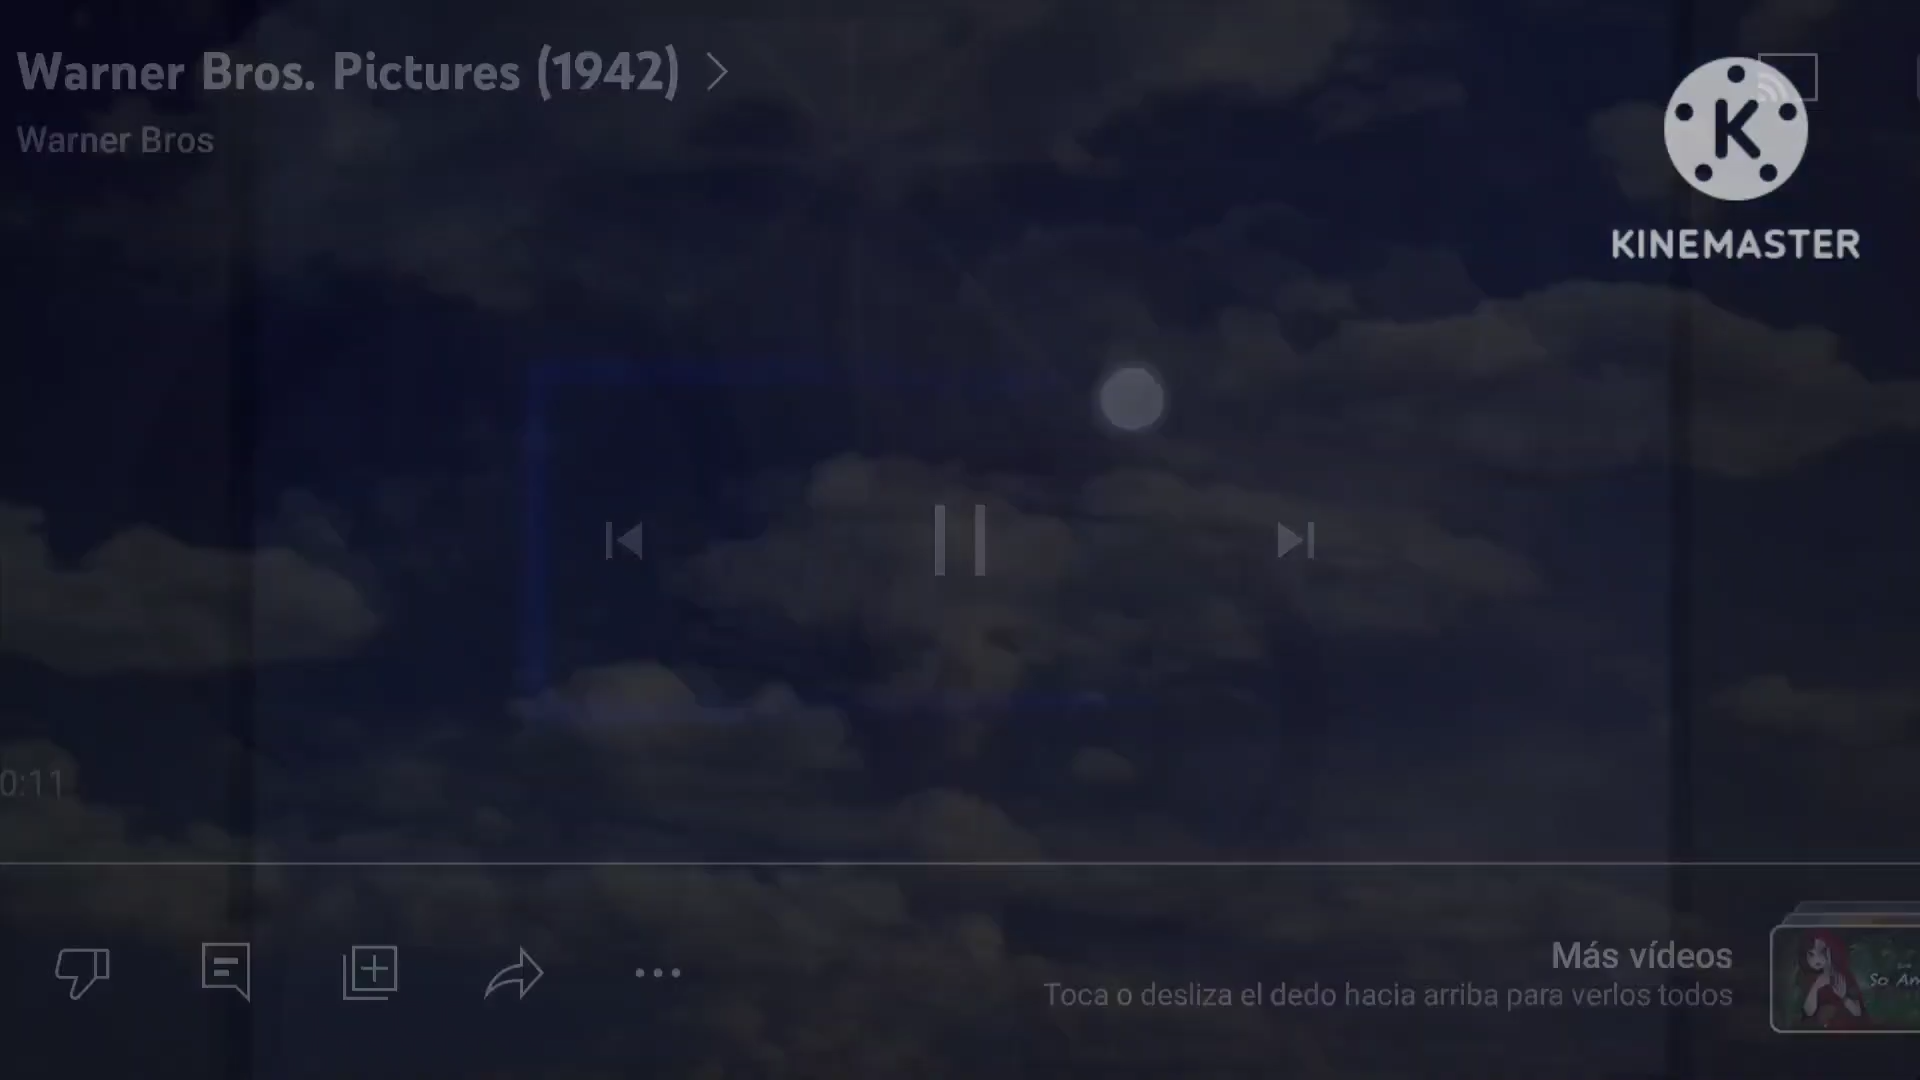 Warner Bros. Pictures (1942)
Warner Bros
K
KINEMASTER
0:11
Más vídeos
Toca o desliza el dedo hacia arriba para verlos todos
So